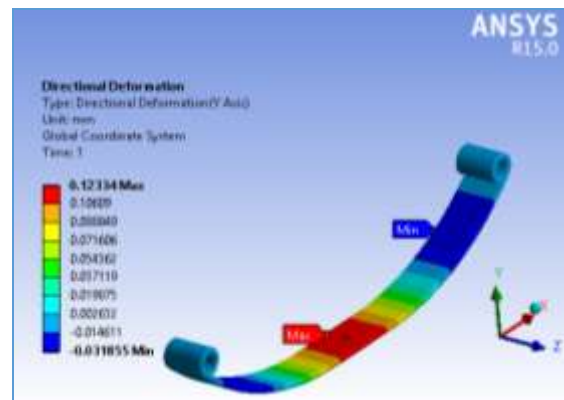 ANSYS
R15.0
Directional Deformation
Type: Directional Deformation(Y Axis)
Unit: mm
Global Coordinate System
Time: 1
0.12334 Max
0.10609
0.088849
0.071606
0.054362
0.037119
0.019875
0.002632
-0.014611
-0.031855 Min
Min
Max
Y
X
Z